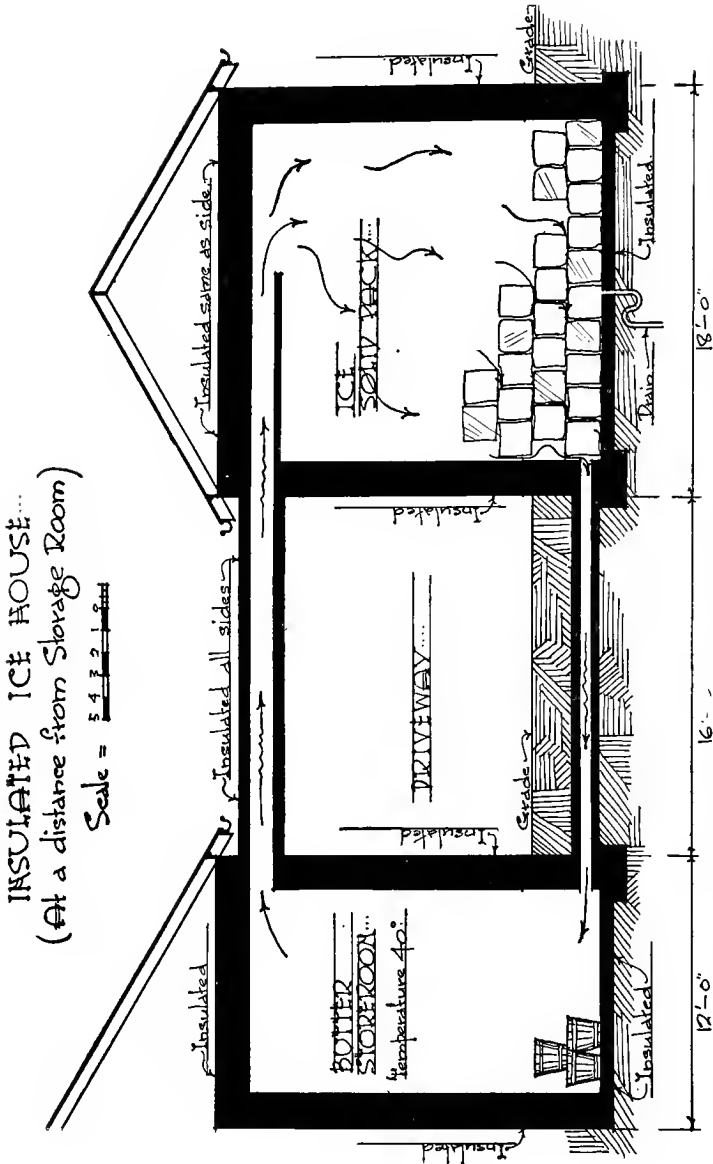 INSULATED ICE HOUSE...
(At a distance from Storage Room)
Scale = 5 4 3 2 1 0
Insulated
Insulated all sides
Insulated same as side
Insulated
BUTTER
STOREROOM...
Temperature 40°
Insulated
DRIVEWAY....
Insulated
ICE
SOLID PACK...
Insulated
Grade
Grade
Insulated
Drain
Insulated
12'-0"
16'-
18'-0"